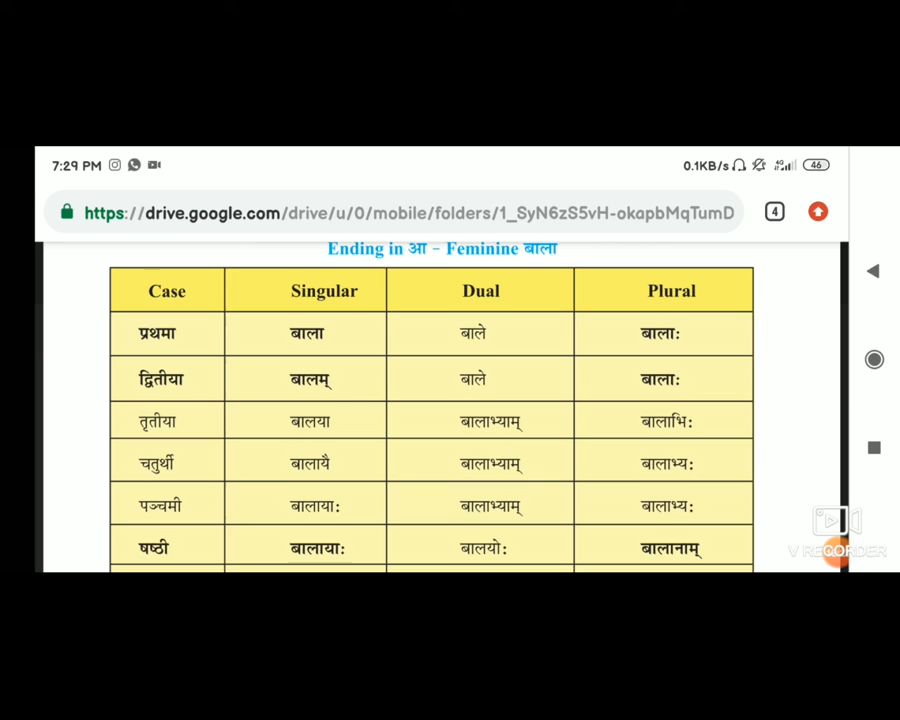 7:29 PM 0.1KB/s 4G 46
https://drive.google.com/drive/u/0/mobile/folders/1_SyN6zS5vH-okapbMqTumD 4
Ending in आ - Feminine बाला
Case Singular Dual Plural
प्रथमा बाला बाले बालाः
द्वितीया बालम् बाले बालाः
तृतीया बालया बालाभ्याम् बालाभिः
चतुर्थी बालायै बालाभ्याम् बालाभ्यः
पञ्चमी बालायाः बालाभ्याम् बालाभ्यः
षष्ठी बालायाः बालयोः बालानाम्
V RECORDER